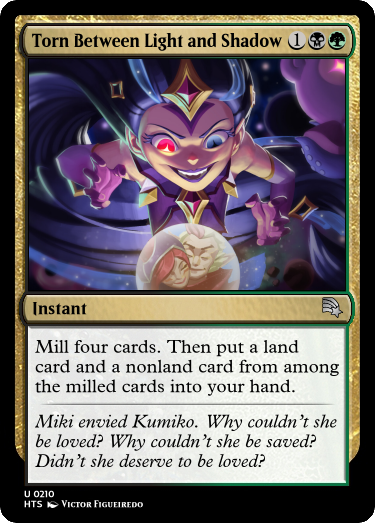 Torn Between Light and Shadow 1
Instant
Mill four cards. Then put a land
card and a nonland card from among
the milled cards into your hand.
Miki envied Kumiko. Why couldn't she
be loved? Why couldn't she be saved?
Didn't she deserve to be loved?
U 0210
HTS Victor Figueiredo